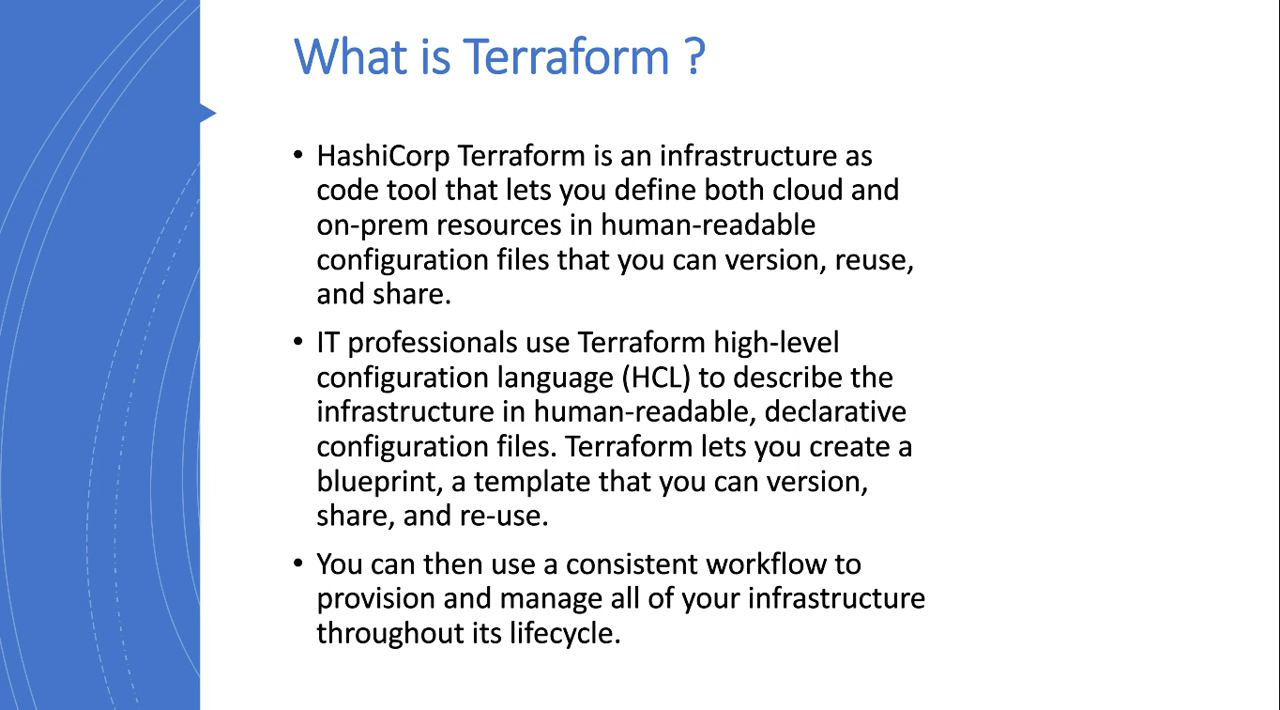 What is Terraform ?
• HashiCorp Terraform is an infrastructure as
code tool that lets you define both cloud and
on-prem resources in human-readable
configuration files that you can version, reuse,
and share.
• IT professionals use Terraform high-level
configuration language (HCL) to describe the
infrastructure in human-readable, declarative
configuration files. Terraform lets you create a
blueprint, a template that you can version,
share, and re-use.
• You can then use a consistent workflow to
provision and manage all of your infrastructure
throughout its lifecycle.